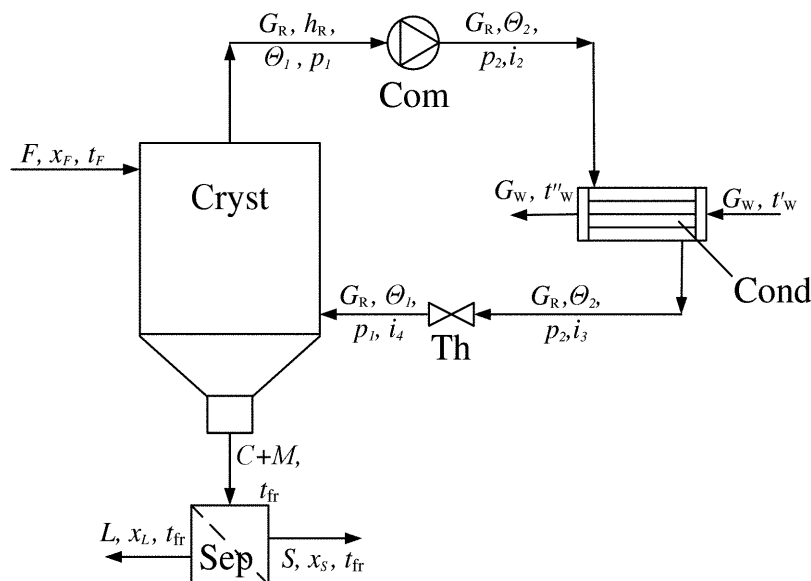 G_R, h_R,
Θ_1, p_1
G_R, Θ_2,
p_2, i_2
Com
F, x_F, t_F
Cryst
G_W, t"_W
G_W, t'_W
Cond
G_R, Θ_1,
p_1, i_4
G_R, Θ_2,
p_2, i_3
Th
C+M,
t_fr
L, x_L, t_fr
Sep
S, x_S, t_fr